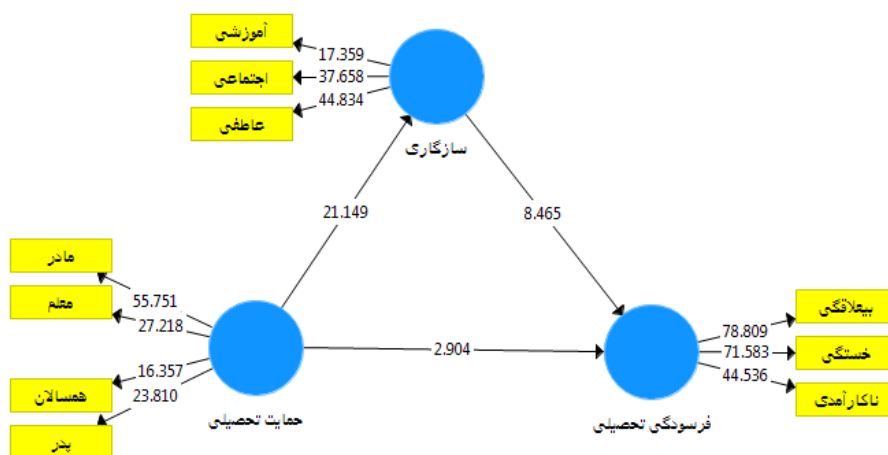 آموزشی
17.359
اجتماعی
37.658
عاطفی
44.834
سازگاری
21.149
8.465
مادر
55.751
معلم
27.218
همسالان
16.357
پدر
23.810
حمایت تحصیلی
2.904
بیعلاقگی
78.809
خستگی
71.583
ناکارآمدی
44.536
فرسودگی تحصیلی